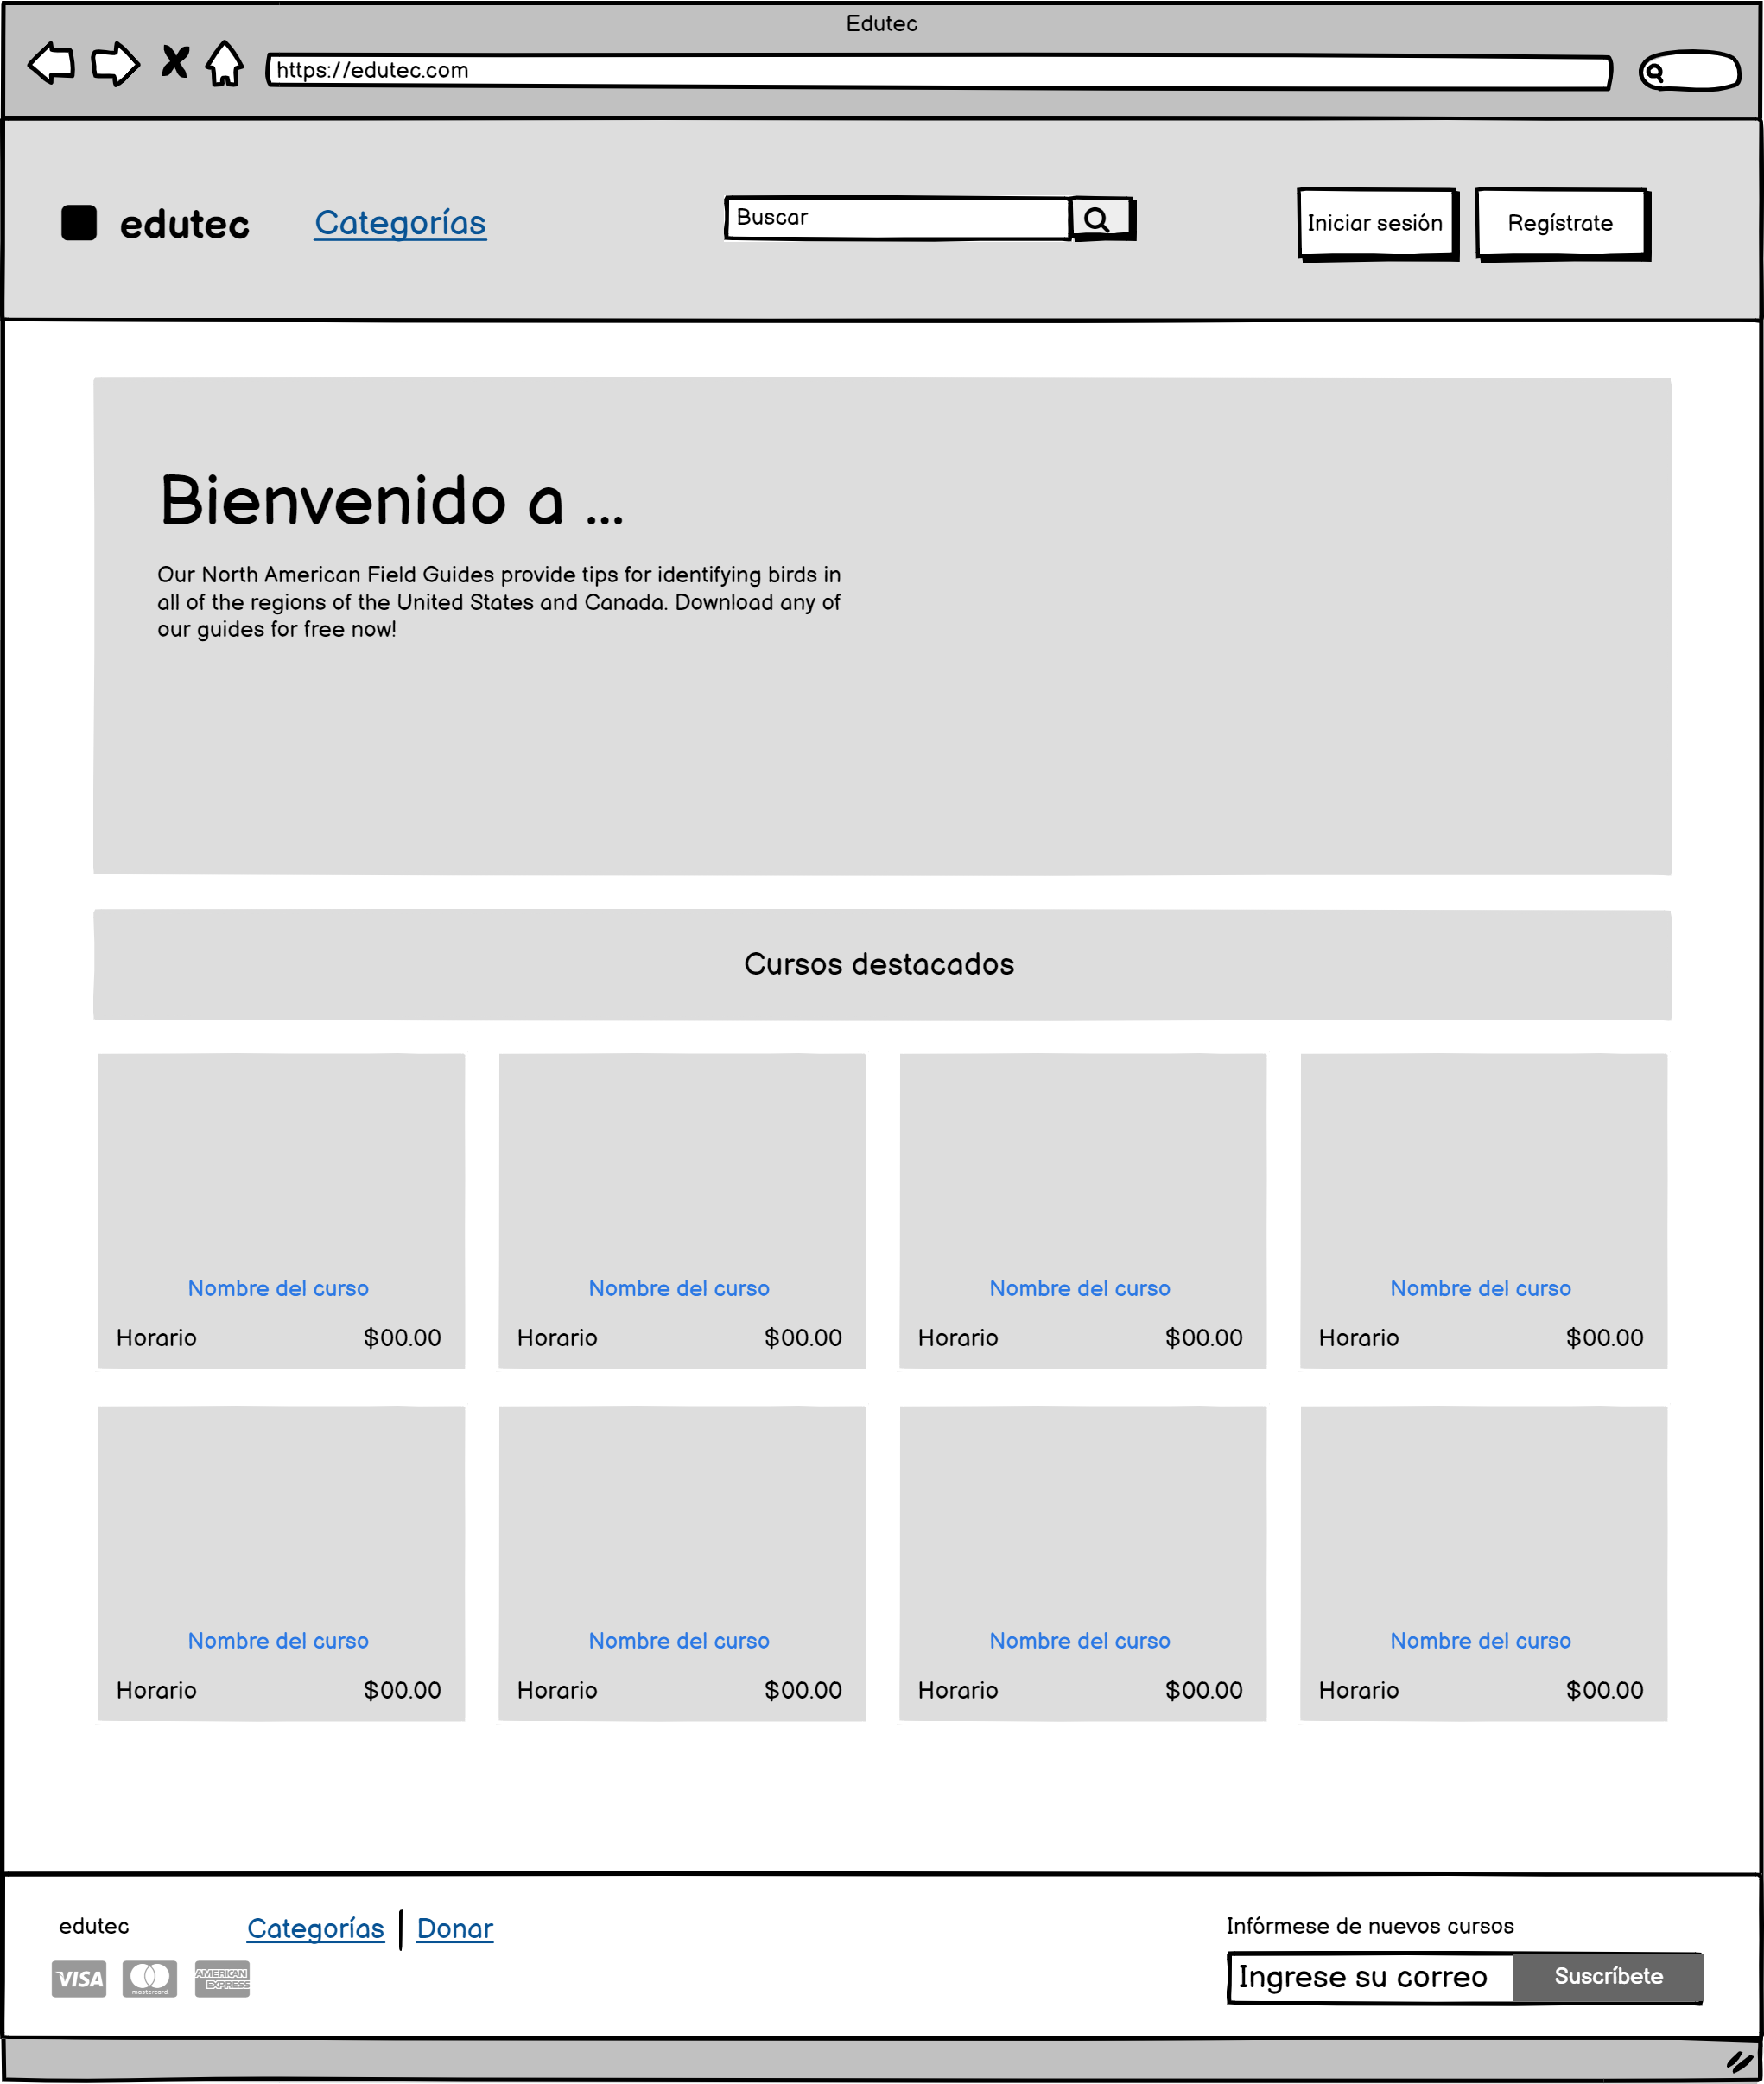 Edutec
https://edutec.com
edutec
Categorías
Buscar
Iniciar sesión
Regístrate
Bienvenido a ...
Our North American Field Guides provide tips for identifying birds in
all of the regions of the United States and Canada. Download any of
our guides for free now!
Cursos destacados
Nombre del curso
Horario
$00.00
Nombre del curso
Horario
$00.00
Nombre del curso
Horario
$00.00
Nombre del curso
Horario
$00.00
Nombre del curso
Horario
$00.00
Nombre del curso
Horario
$00.00
Nombre del curso
Horario
$00.00
Nombre del curso
Horario
$00.00
edutec
Categorías
Donar
VISA
mastercard
AMERICAN
EXPRESS
Infórmese de nuevos cursos
Ingrese su correo
Suscríbete